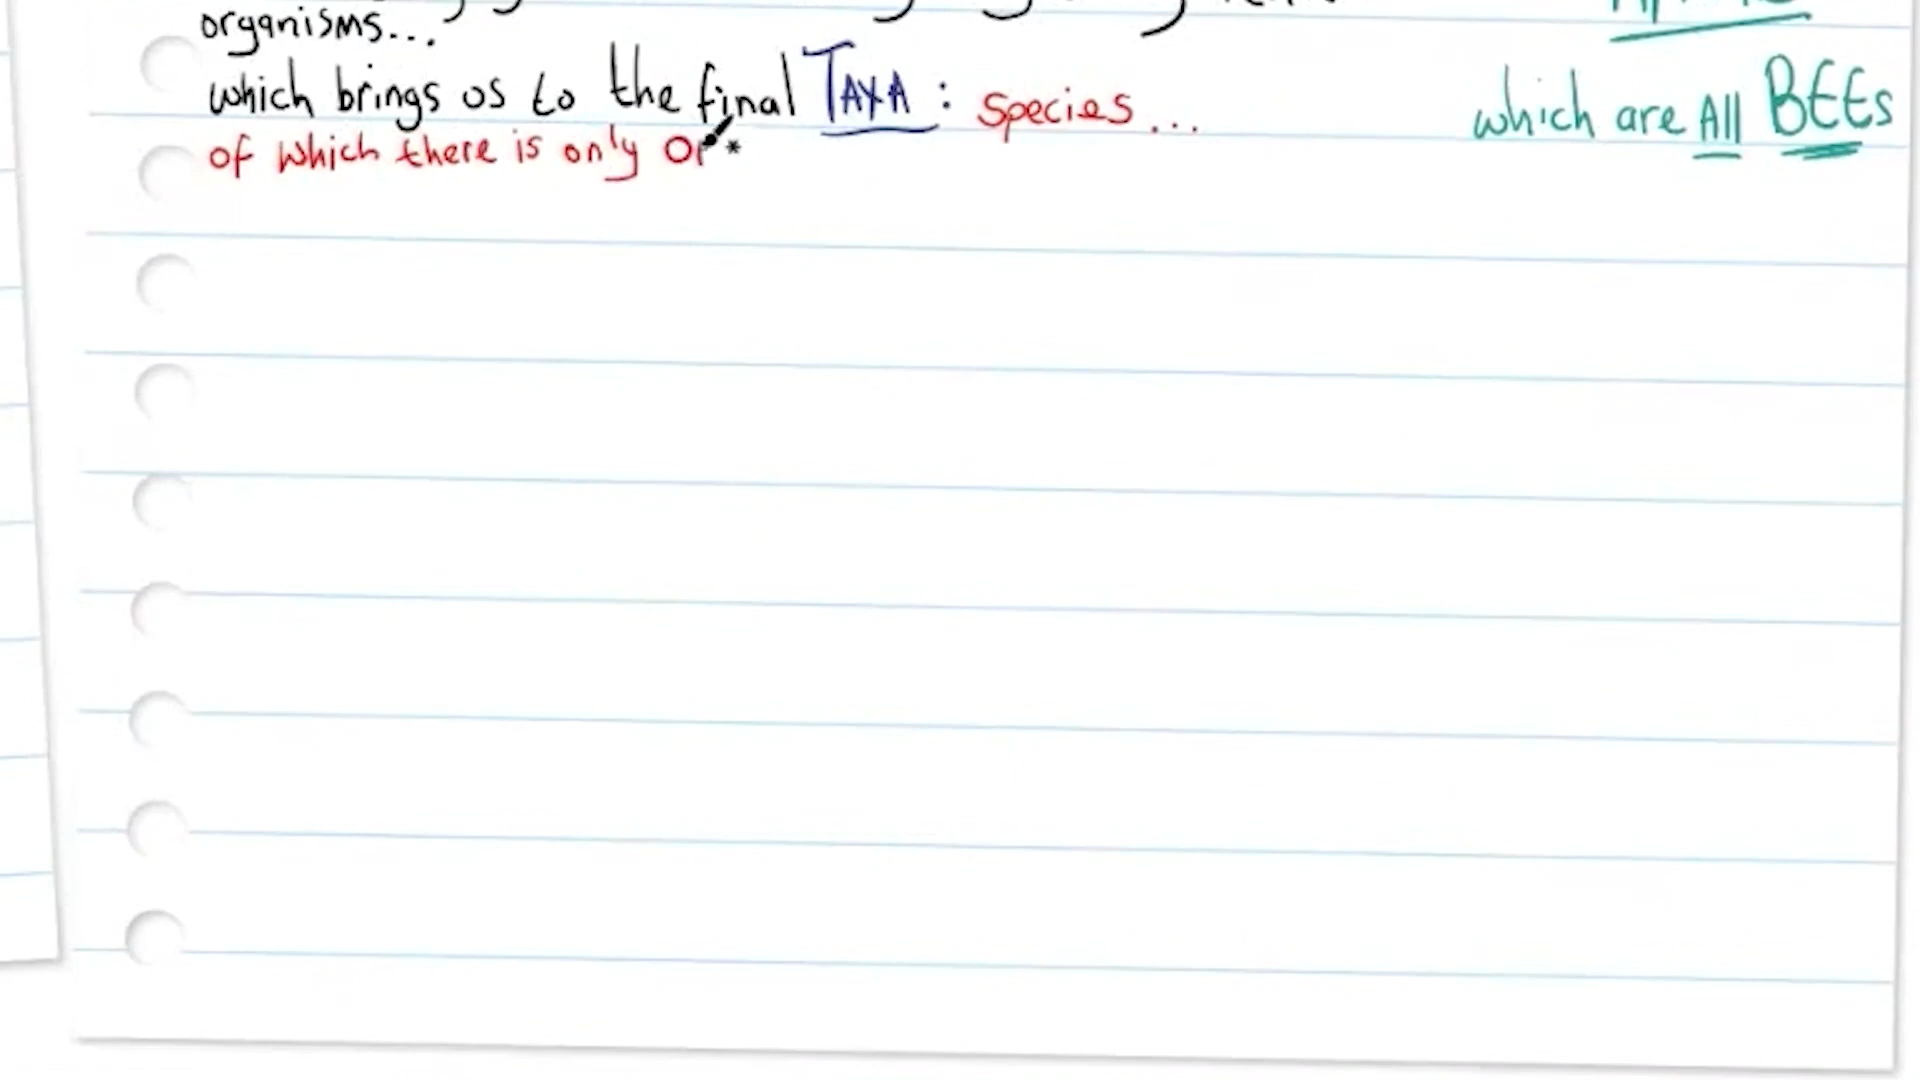 organisms...
which brings us to the final TAXA : Species...
of which there is only
which are All BEEs